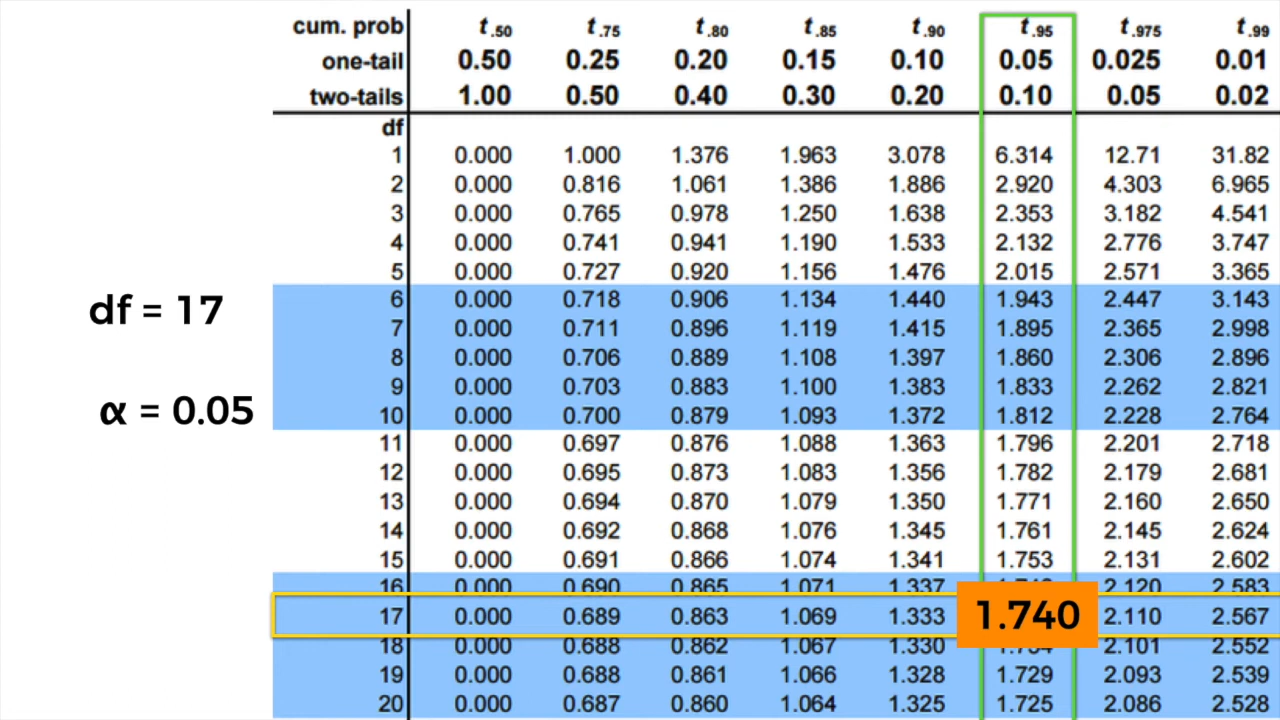 cum. prob t.50 t.75 t.80 t.85 t.90 t.95 t.975 t.99
one-tail 0.50 0.25 0.20 0.15 0.10 0.05 0.025 0.01
two-tails 1.00 0.50 0.40 0.30 0.20 0.10 0.05 0.02
df
1 0.000 1.000 1.376 1.963 3.078 6.314 12.71 31.82
2 0.000 0.816 1.061 1.386 1.886 2.920 4.303 6.965
3 0.000 0.765 0.978 1.250 1.638 2.353 3.182 4.541
4 0.000 0.741 0.941 1.190 1.533 2.132 2.776 3.747
5 0.000 0.727 0.920 1.156 1.476 2.015 2.571 3.365
6 0.000 0.718 0.906 1.134 1.440 1.943 2.447 3.143
df = 17
7 0.000 0.711 0.896 1.119 1.415 1.895 2.365 2.998
8 0.000 0.706 0.889 1.108 1.397 1.860 2.306 2.896
9 0.000 0.703 0.883 1.100 1.383 1.833 2.262 2.821
α = 0.05
10 0.000 0.700 0.879 1.093 1.372 1.812 2.228 2.764
11 0.000 0.697 0.876 1.088 1.363 1.796 2.201 2.718
12 0.000 0.695 0.873 1.083 1.356 1.782 2.179 2.681
13 0.000 0.694 0.870 1.079 1.350 1.771 2.160 2.650
14 0.000 0.692 0.868 1.076 1.345 1.761 2.145 2.624
15 0.000 0.691 0.866 1.074 1.341 1.753 2.131 2.602
16 0.000 0.690 0.865 1.071 1.337 2.120 2.583
17 0.000 0.689 0.863 1.069 1.333 1.740 2.110 2.567
18 0.000 0.688 0.862 1.067 1.330 2.101 2.552
19 0.000 0.688 0.861 1.066 1.328 1.729 2.093 2.539
20 0.000 0.687 0.860 1.064 1.325 1.725 2.086 2.528